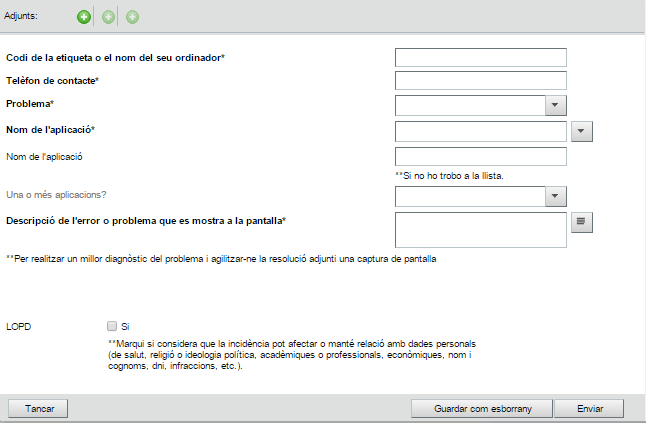 Adjunts:
Codi de la etiqueta o el nom del seu ordinador*
Telèfon de contacte*
Problema*
Nom de l'aplicació*
Nom de l'aplicació
**Si no ho trobo a la llista.
Una o més aplicacions?
Descripció de l'error o problema que es mostra a la pantalla*
**Per realitzar un millor diagnòstic del problema i agilitzar-ne la resolució adjunti una captura de pantalla
LOPD Si
**Marqui si considera que la incidència pot afectar o manté relació amb dades personals
(de salut, religió o ideologia política, acadèmiques o professionals, econòmiques, nom i
cognoms, dni, infraccions, etc.).
Tancar Guardar com esborrany Enviar